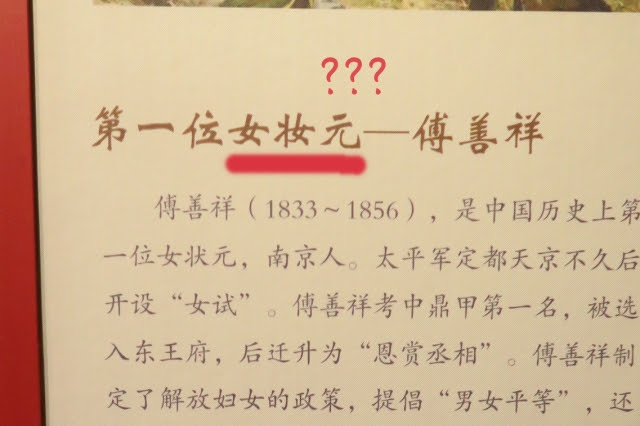 ???
第一位女妆元——傅善祥
傅善祥（1833～1856），是中国历史上第
一位女状元，南京人。太平军定都天京不久后
开设“女试”。傅善祥考中鼎甲第一名，被选
入东王府，后迁升为“恩赏丞相”。傅善祥制
定了解放妇女的政策，提倡“男女平等”，还